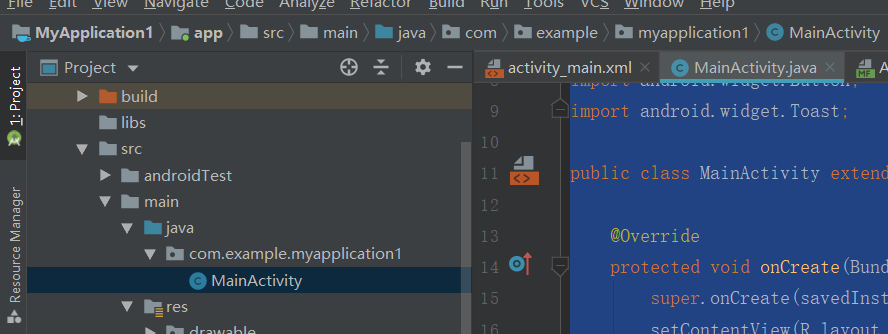 File Edit View Navigate Code Analyze Refactor Build Run Tools VCS Window Help
MyApplication1 app src main java com example myapplication1 MainActivity
Project
activity_main.xml MainActivity.java
1: Project
Resource Manager
build
libs
src
androidTest
main
java
com.example.myapplication1
MainActivity
res
drawable
import android.widget.Button;
9 import android.widget.Toast;
10
11 public class MainActivity extend
12
13 @Override
14 protected void onCreate(Bund
15 super.onCreate(savedInst
16 setContentView(R.layout